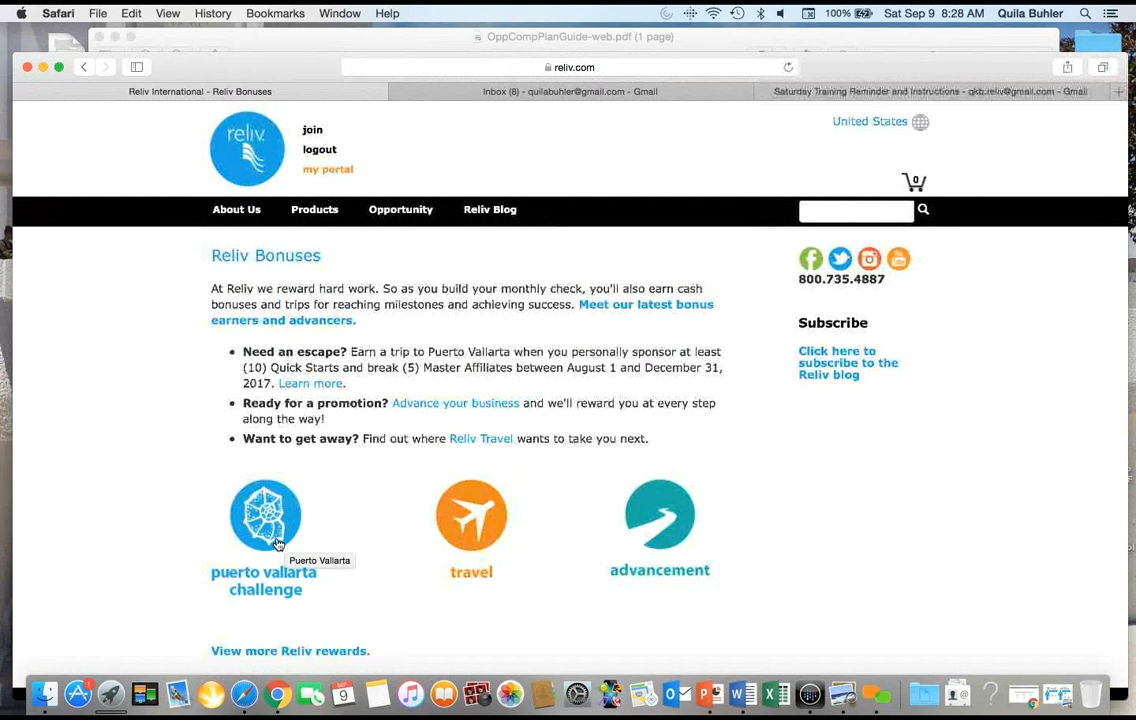 Safari File Edit View History Bookmarks Window Help 100% Sat Sep 9 8:28 AM Quila Buhler
OppCompPlanGuide-web.pdf (1 page)
reliv.com
Reliv International - Reliv Bonuses
Inbox (8) - quilabuhler@gmail.com - Gmail
Saturday Training Reminder and Instructions - qkb.reliv@gmail.com - Gmail
reliv
join
logout
my portal
United States
0
About Us Products Opportunity Reliv Blog
Reliv Bonuses
At Reliv we reward hard work. So as you build your monthly check, you'll also earn cash
bonuses and trips for reaching milestones and achieving success. Meet our latest bonus
earners and advancers.
• Need an escape? Earn a trip to Puerto Vallarta when you personally sponsor at least
(10) Quick Starts and break (5) Master Affiliates between August 1 and December 31,
2017. Learn more.
• Ready for a promotion? Advance your business and we'll reward you at every step
along the way!
• Want to get away? Find out where Reliv Travel wants to take you next.
800.735.4887
Subscribe
Click here to
subscribe to the
Reliv blog
Puerto Vallarta
puerto vallarta
challenge
travel
advancement
View more Reliv rewards.
1
SEP
9